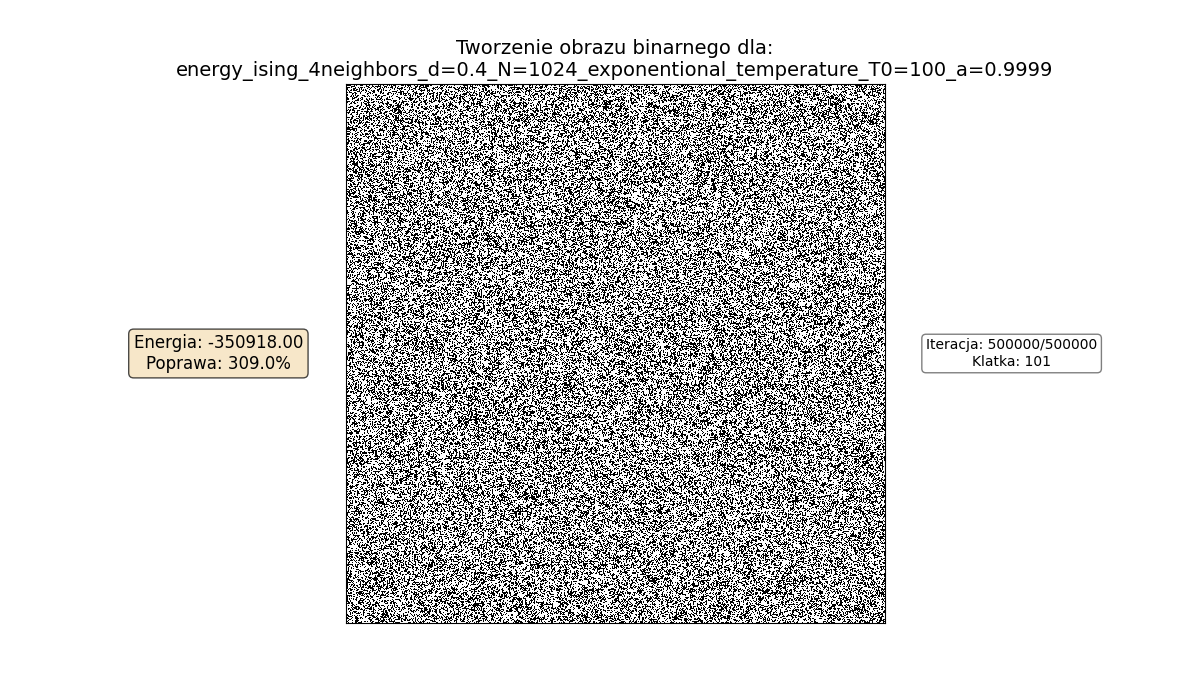 Tworzenie obrazu binarnego dla:
energy_ising_4neighbors_d=0.4_N=1024_exponentional_temperature_T0=100_a=0.9999
Energia: -350918.00
Poprawa: 309.0%
Iteracja: 500000/500000
Klatka: 101